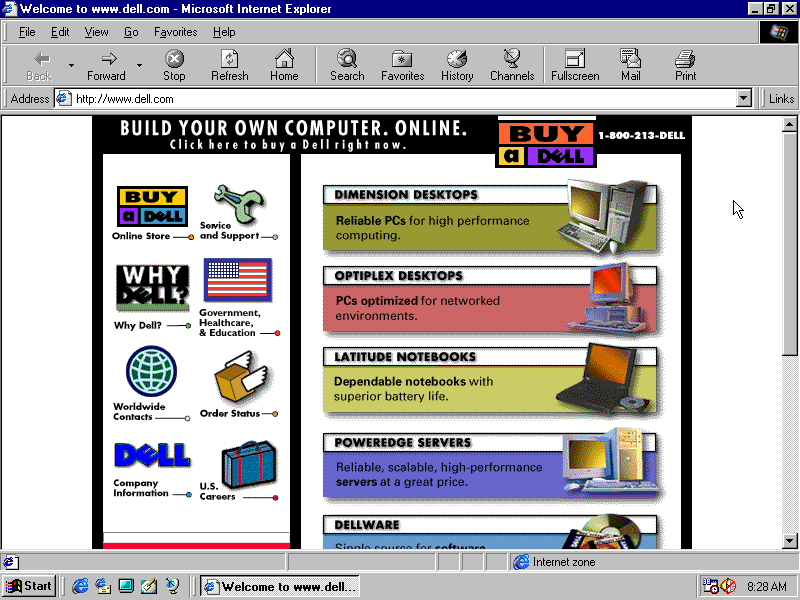 Welcome to www.dell.com - Microsoft Internet Explorer
File Edit View Go Favorites Help
Back Forward Stop Refresh Home Search Favorites History Channels Fullscreen Mail Print
Address http://www.dell.com Links
BUILD YOUR OWN COMPUTER. ONLINE.
Click here to buy a Dell right now.
BUY
a DELL
1-800-213-DELL
BUY
a DELL
Online Store
Service
and Support
WHY
DELL?
Why Dell?
Government,
Healthcare,
& Education
Worldwide
Contacts
Order Status
DELL
Company
Information
U.S.
Careers
DIMENSION DESKTOPS
Reliable PCs for high performance
computing.
OPTIPLEX DESKTOPS
PCs optimized for networked
environments.
LATITUDE NOTEBOOKS
Dependable notebooks with
superior battery life.
POWEREDGE SERVERS
Reliable, scalable, high-performance
servers at a great price.
DELLWARE
Single source for software
Internet zone
Start
Welcome to www.dell...
8:28 AM